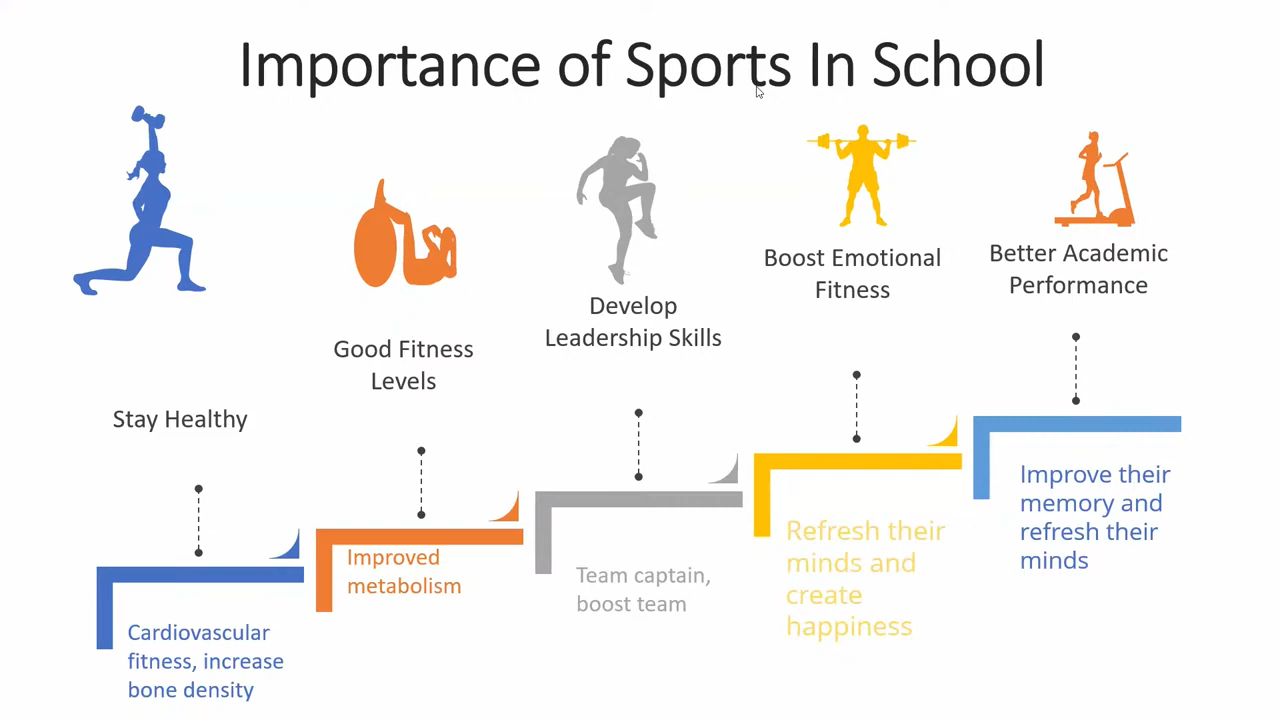 Importance of Sports In School
Stay Healthy
Cardiovascular
fitness, increase
bone density
Good Fitness
Levels
Improved
metabolism
Develop
Leadership Skills
Team captain,
boost team
Boost Emotional
Fitness
Refresh their
minds and
create
happiness
Better Academic
Performance
Improve their
memory and
refresh their
minds